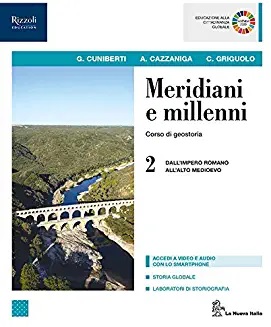 Rizzoli
EDUCATION
EDUCAZIONE ALLA
CITTADINANZA
GLOBALE
G. CUNIBERTI    A. CAZZANIGA    C. GRIGUOLO
Meridiani
e millenni
Corso di geostoria
2 DALL'IMPERO ROMANO
ALL'ALTO MEDIOEVO
ACCEDI A VIDEO E AUDIO
CON LO SMARTPHONE
STORIA GLOBALE
LABORATORI DI STORIOGRAFIA
La Nuova Italia